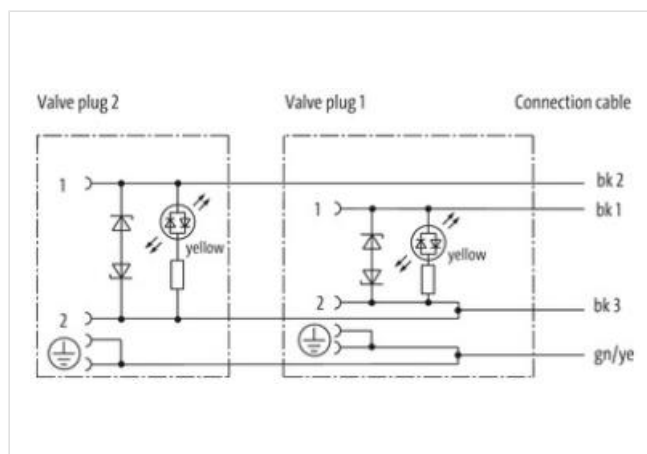 Valve plug 2 Valve plug 1 Connection cable
1 bk 2
1 bk 1
yellow
yellow
2 bk 3
2
gn/ye